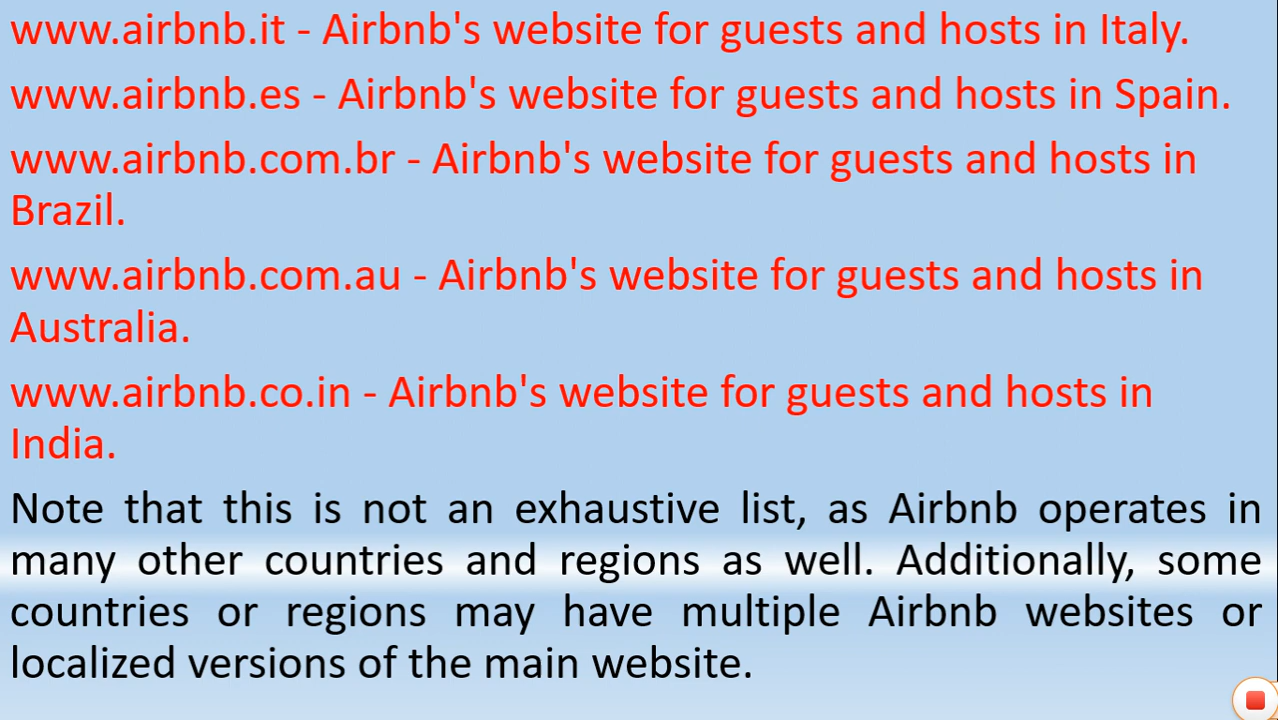 www.airbnb.it - Airbnb's website for guests and hosts in Italy.
www.airbnb.es - Airbnb's website for guests and hosts in Spain.
www.airbnb.com.br - Airbnb's website for guests and hosts in
Brazil.
www.airbnb.com.au - Airbnb's website for guests and hosts in
Australia.
www.airbnb.co.in - Airbnb's website for guests and hosts in
India.
Note that this is not an exhaustive list, as Airbnb operates in
many other countries and regions as well. Additionally, some
countries or regions may have multiple Airbnb websites or
localized versions of the main website.